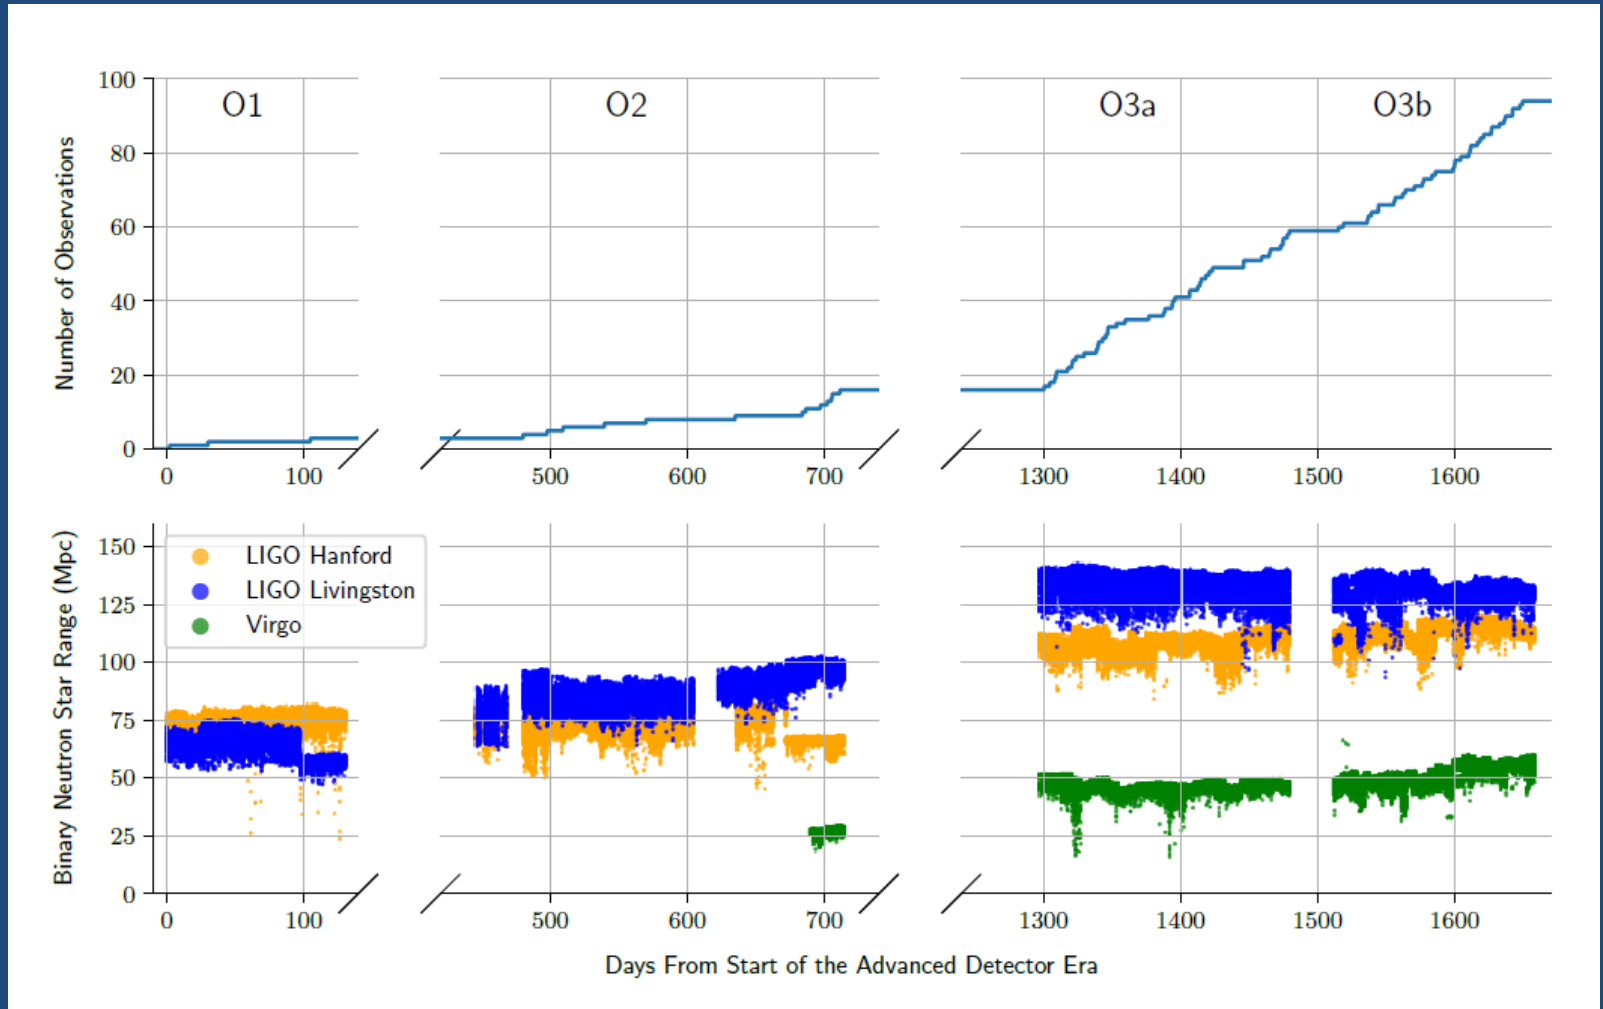 O1 O2 O3a O3b
Number of Observations
100
80
60
40
20
0
0 100 500 600 700 1300 1400 1500 1600
LIGO Hanford
LIGO Livingston
Virgo
Binary Neutron Star Range (Mpc)
150
125
100
75
50
25
0
0 100 500 600 700 1300 1400 1500 1600
Days From Start of the Advanced Detector Era